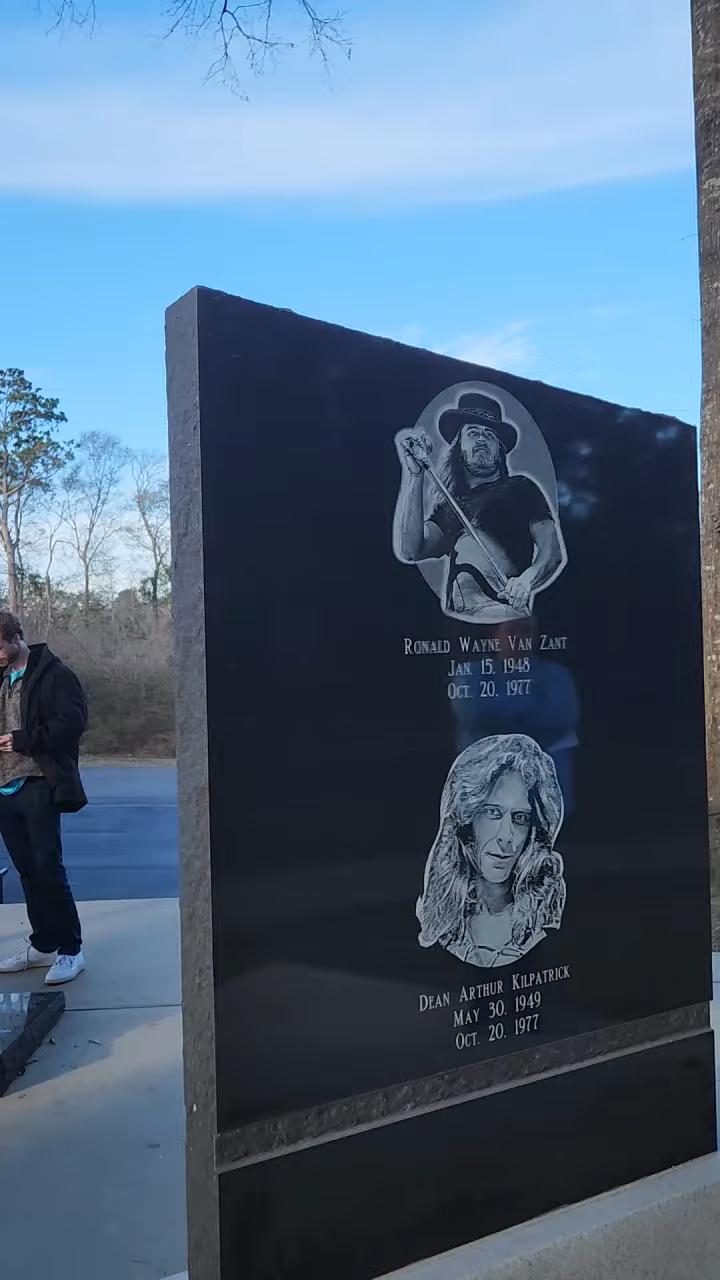 Ronald Wayne Van Zant
Jan. 15. 1948
Oct. 20. 1977
Dean Arthur Kilpatrick
May 30. 1949
Oct. 20. 1977